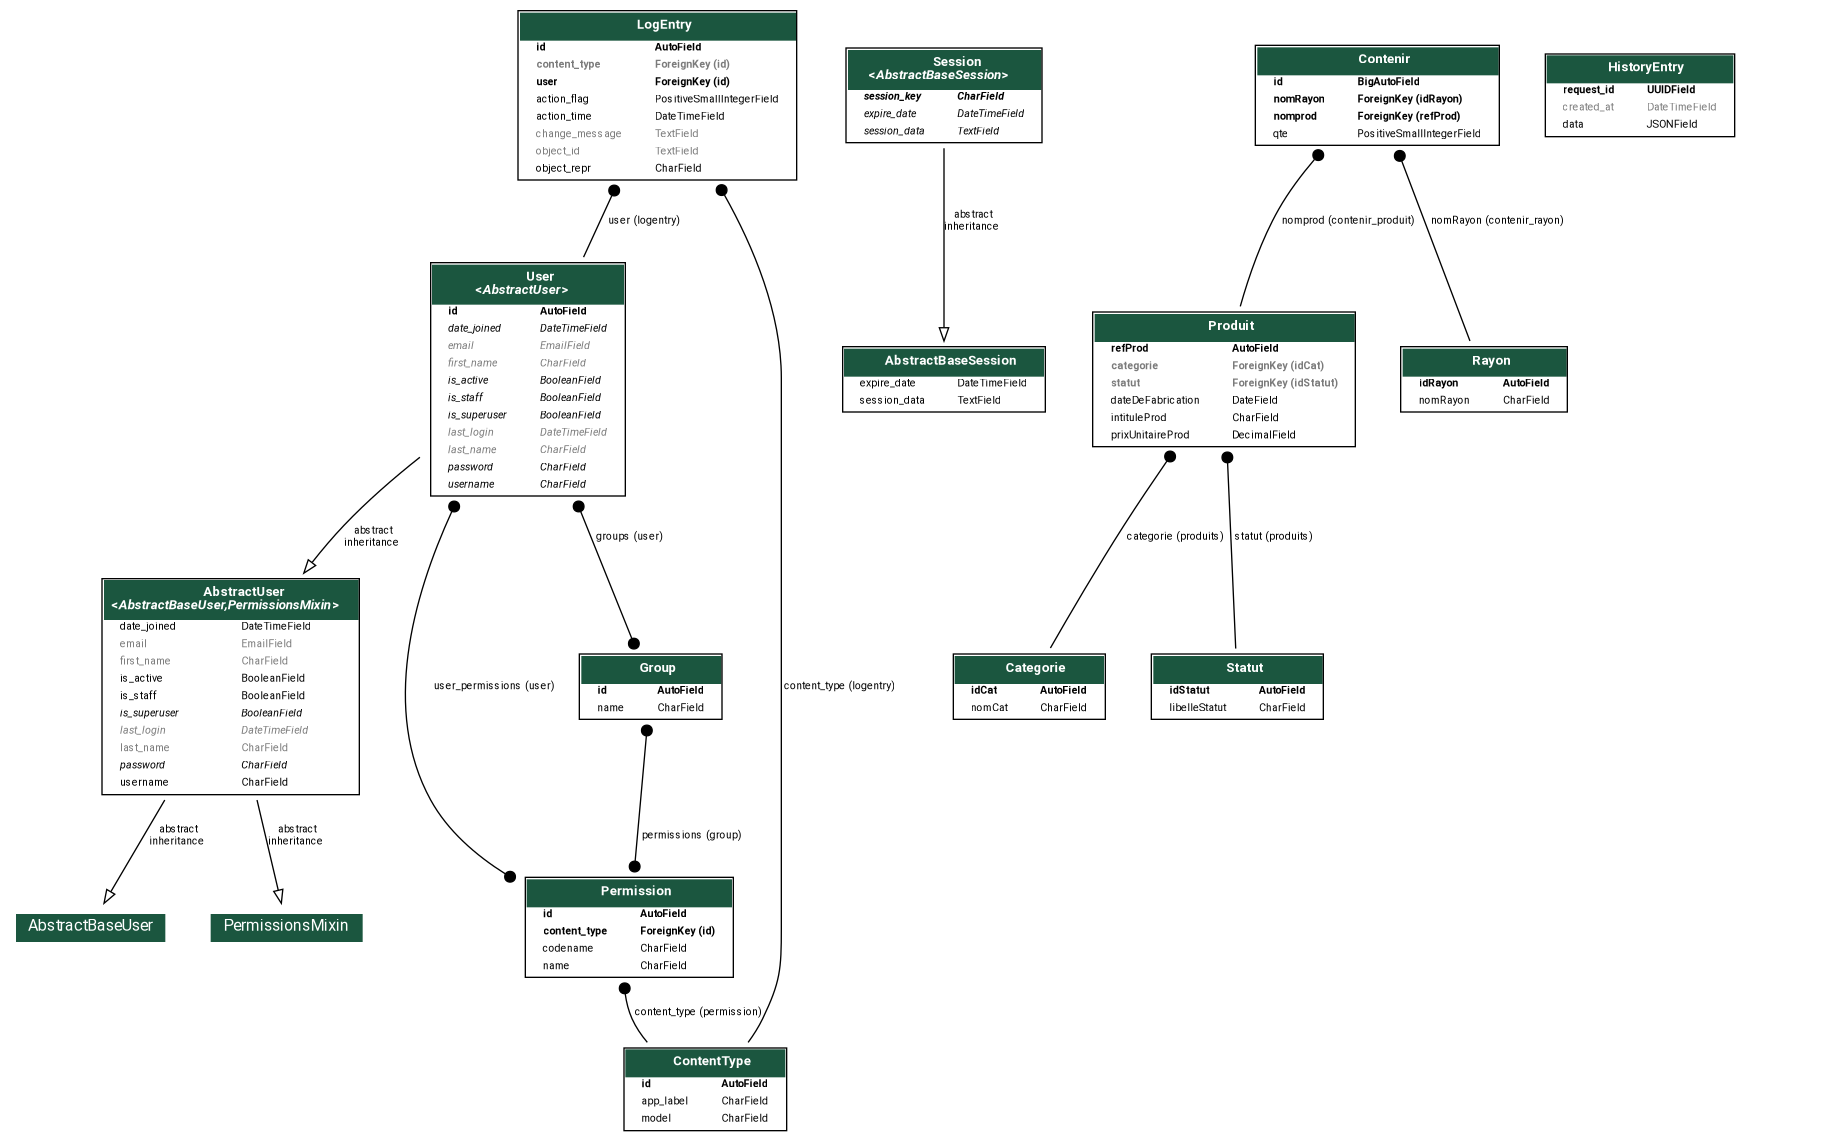 LogEntry
id AutoField
content_type ForeignKey (id)
user ForeignKey (id)
action_flag PositiveSmallIntegerField
action_time DateTimeField
change_message TextField
object_id TextField
object_repr CharField
Session
<AbstractBaseSession>
session_key CharField
expire_date DateTimeField
session_data TextField
Contenir
id BigAutoField
nomRayon ForeignKey (idRayon)
nomprod ForeignKey (refProd)
qte PositiveSmallIntegerField
HistoryEntry
request_id UUIDField
created_at DateTimeField
data JSONField
user (logentry)
abstract
inheritance
nomprod (contenir_produit)
nomRayon (contenir_rayon)
User
<AbstractUser>
id AutoField
date_joined DateTimeField
email EmailField
first_name CharField
is_active BooleanField
is_staff BooleanField
is_superuser BooleanField
last_login DateTimeField
last_name CharField
password CharField
username CharField
AbstractBaseSession
expire_date DateTimeField
session_data TextField
Produit
refProd AutoField
categorie ForeignKey (idCat)
statut ForeignKey (idStatut)
dateDeFabrication DateField
intituleProd CharField
prixUnitaireProd DecimalField
Rayon
idRayon AutoField
nomRayon CharField
abstract
inheritance
groups (user)
categorie (produits)
statut (produits)
AbstractUser
<AbstractBaseUser,PermissionsMixin>
date_joined DateTimeField
email EmailField
first_name CharField
is_active BooleanField
is_staff BooleanField
is_superuser BooleanField
last_login DateTimeField
last_name CharField
password CharField
username CharField
user_permissions (user)
Group
id AutoField
name CharField
content_type (logentry)
Categorie
idCat AutoField
nomCat CharField
Statut
idStatut AutoField
libelleStatut CharField
abstract
inheritance
abstract
inheritance
permissions (group)
AbstractBaseUser
PermissionsMixin
Permission
id AutoField
content_type ForeignKey (id)
codename CharField
name CharField
content_type (permission)
ContentType
id AutoField
app_label CharField
model CharField